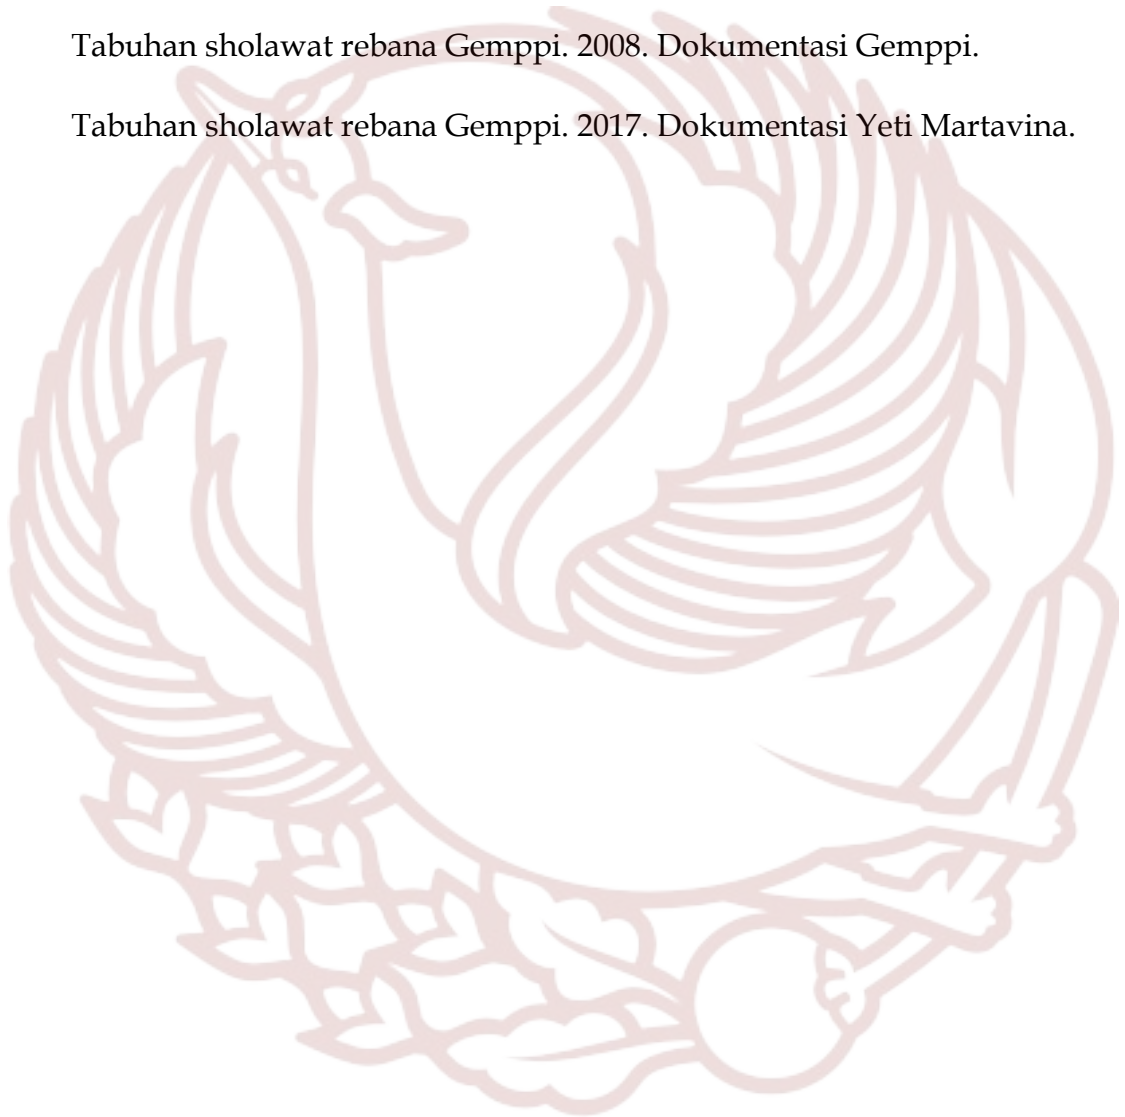 Tabuhan sholawat rebana Gemppi. 2008. Dokumentasi Gemppi.
Tabuhan sholawat rebana Gemppi. 2017. Dokumentasi Yeti Martavina.